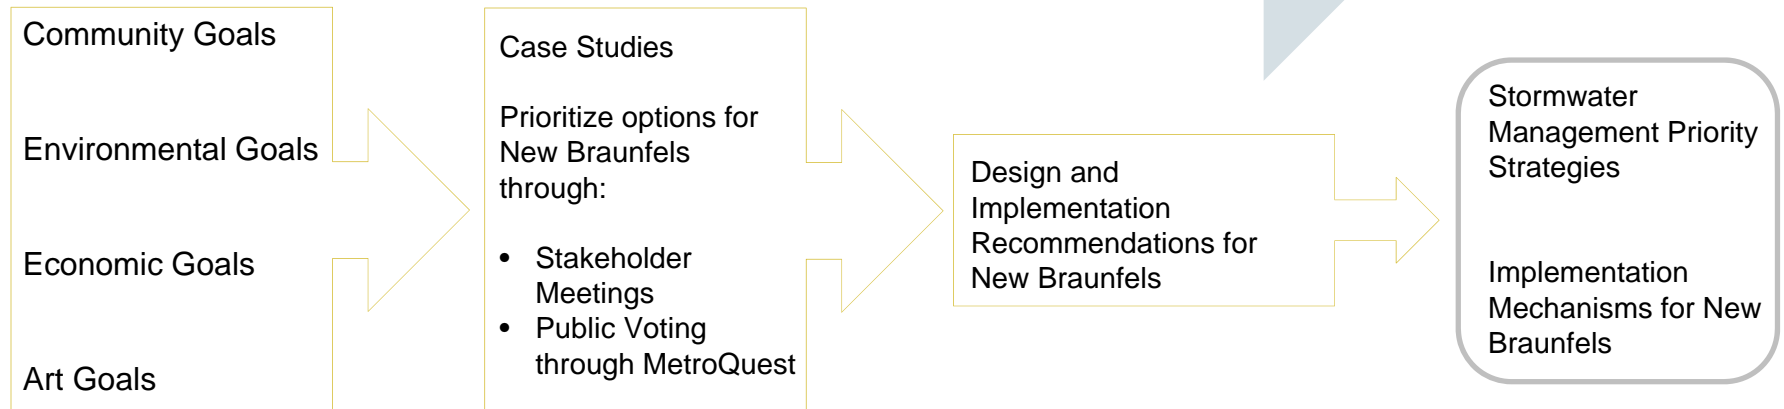 Community Goals
Environmental Goals
Economic Goals
Art Goals
Case Studies
Prioritize options for
New Braunfels
through:
• Stakeholder
Meetings
• Public Voting
through MetroQuest
Design and
Implementation
Recommendations for
New Braunfels
Stormwater
Management Priority
Strategies
Implementation
Mechanisms for New
Braunfels